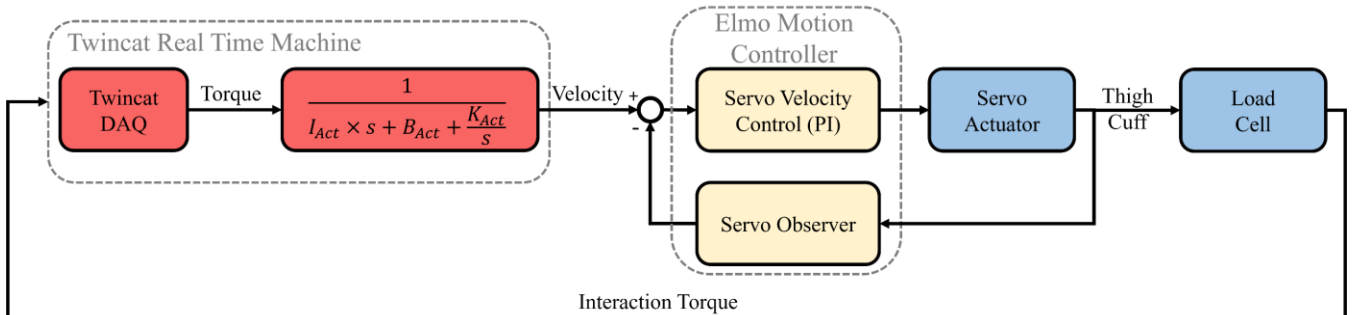 Twincat Real Time Machine
Elmo Motion
Controller
Twincat
DAQ
Torque
1
I_Act × s + B_Act + K_Act/s
Velocity +
-
Servo Velocity
Control (PI)
Servo
Actuator
Thigh
Cuff
Load
Cell
Servo Observer
Interaction Torque